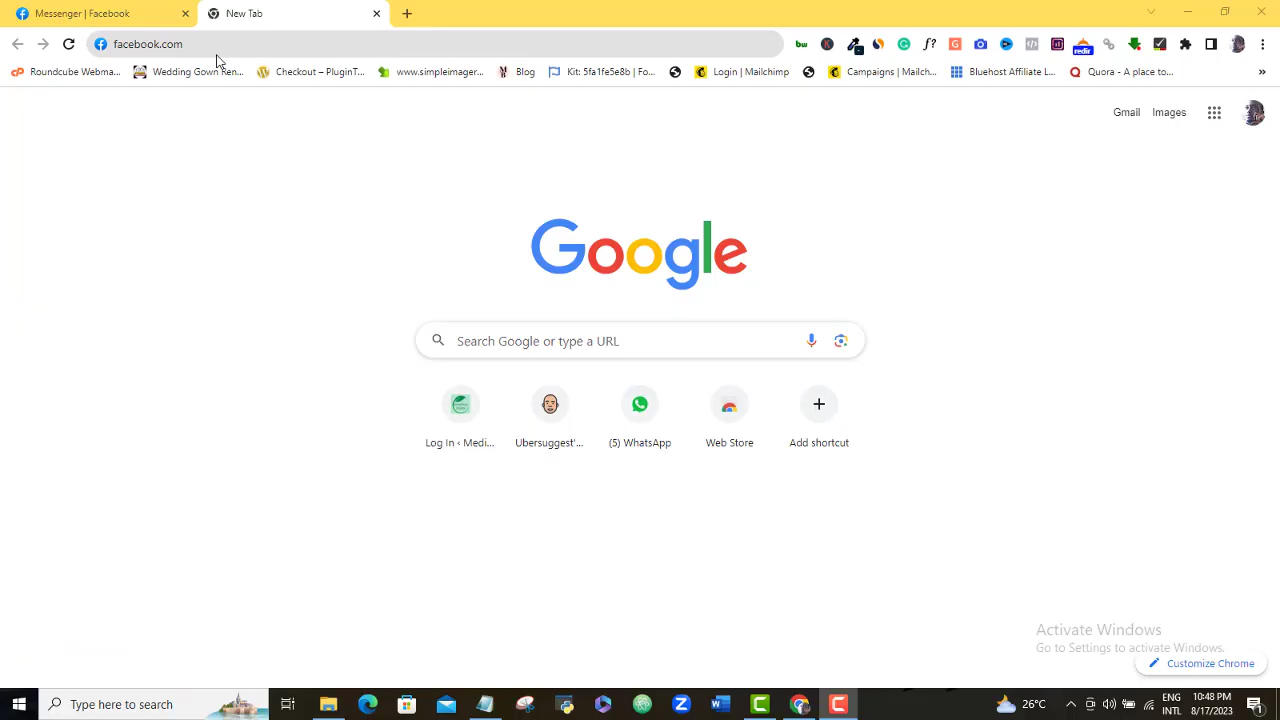 Messenger | Facebook
New Tab
facebook.com
Roundcube Webma...
Wedding Gown Ren...
Checkout – PluginT...
www.simpleimager...
Blog
Kit: 5fa1fe5e8b | Fo...
Login | Mailchimp
Campaigns | Mailch...
Bluehost Affiliate L...
Quora - A place to...
»
Gmail Images
Google
Search Google or type a URL
Log In ‹ Medi...
Ubersuggest'...
(5) WhatsApp
Web Store
Add shortcut
Activate Windows
Go to Settings to activate Windows.
Customize Chrome
Type here to search
26°C
ENG
INTL
10:48 PM
8/17/2023